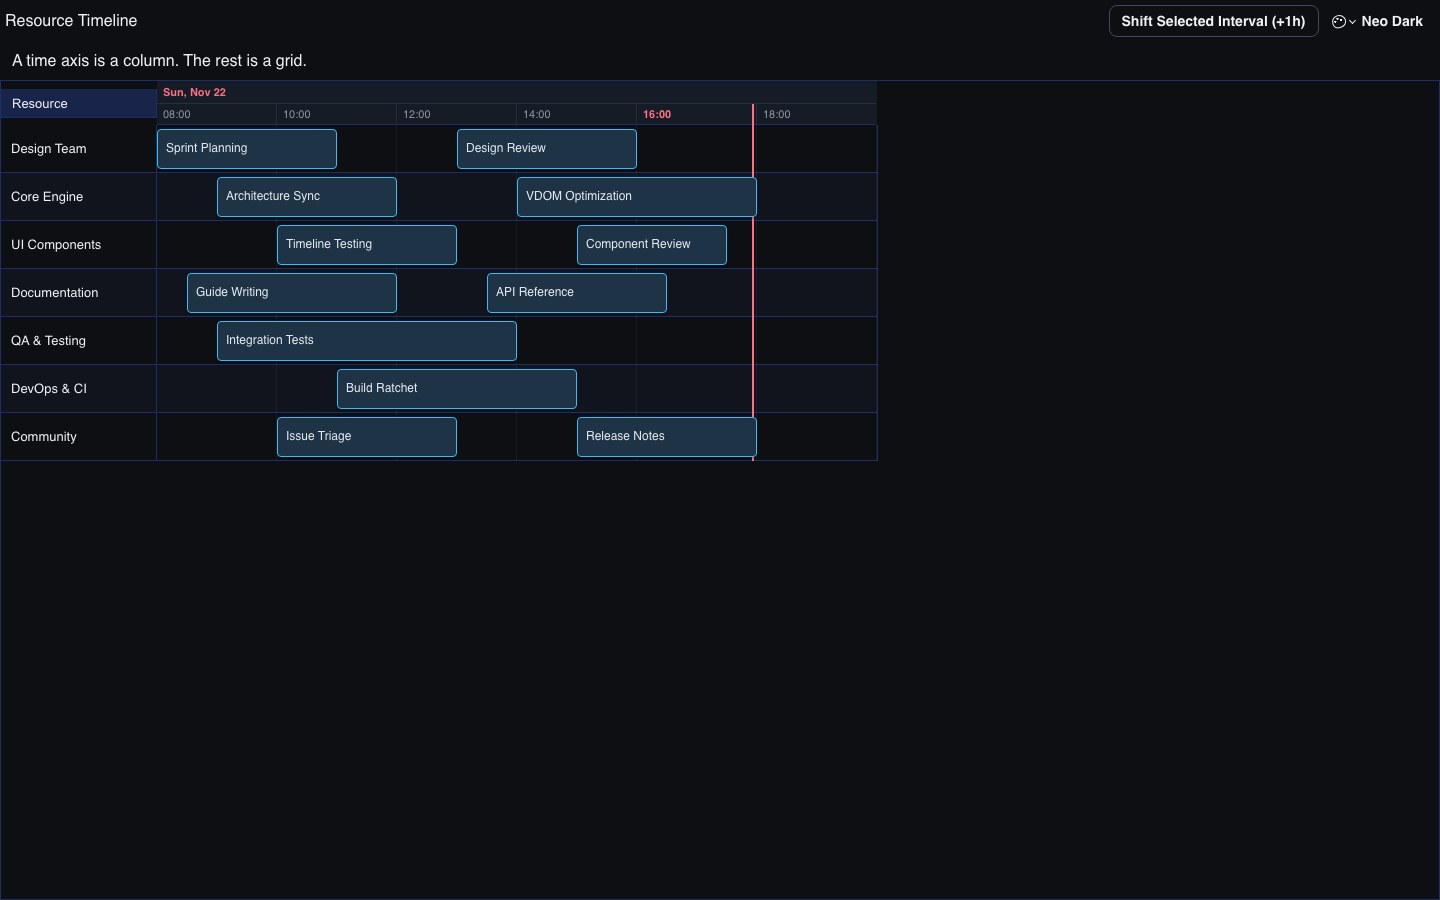 Resource Timeline
Shift Selected Interval (+1h)
Neo Dark
A time axis is a column. The rest is a grid.
Resource
Sun, Nov 22
08:00 10:00 12:00 14:00 16:00 18:00
Design Team Sprint Planning Design Review
Core Engine Architecture Sync VDOM Optimization
UI Components Timeline Testing Component Review
Documentation Guide Writing API Reference
QA & Testing Integration Tests
DevOps & CI Build Ratchet
Community Issue Triage Release Notes